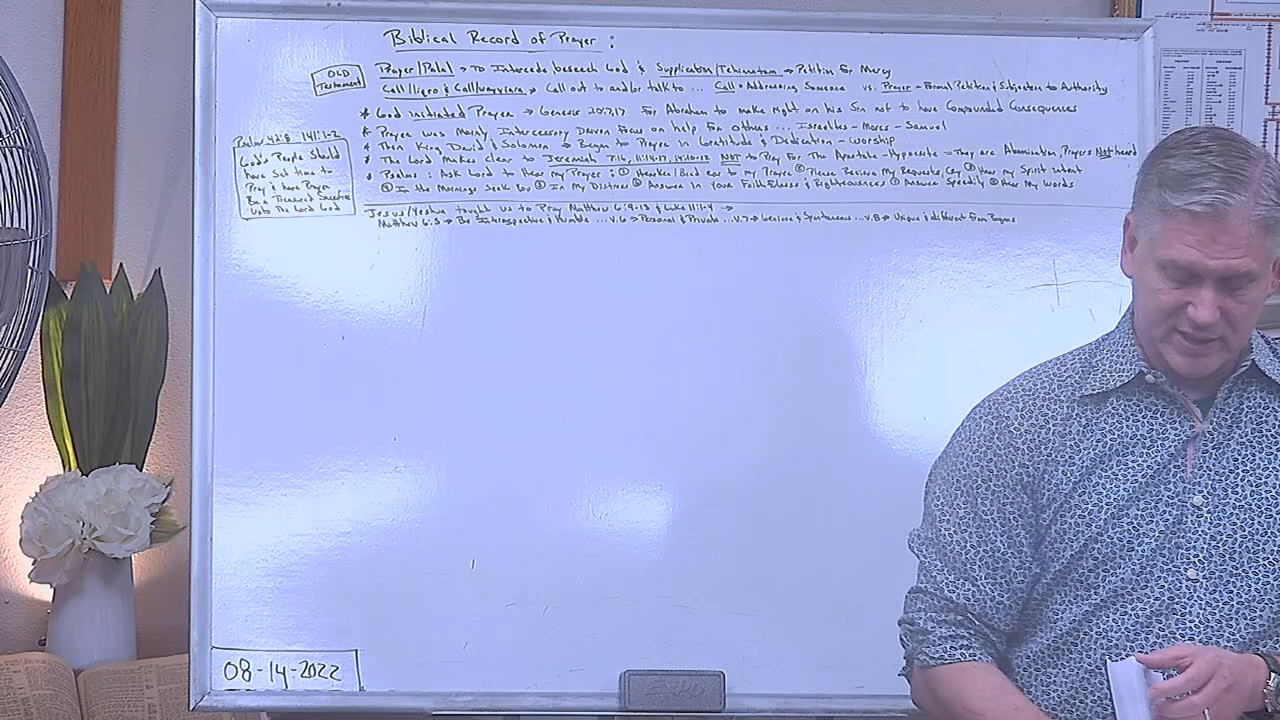 Biblical Record of Prayer :
OLD Testament
Prayer/Palal → Intercede/beseech God & Supplication/Techinnah → Petition for Mercy
Call out to and/or talk to ... Call = Addressing Someone vs. Prayer = Formal Petition & Subjection to Authority
* God initiated Prayer → Genesis 20:7,17 For Abraham to make right on his Sin not to have Compounded Consequences
* Prayer was Mainly Intercessory Driven Focus on help for others ... Israelites - Moses - Samuel
* Then King David & Solomon → Began to Prayer in Gratitude & Dedication - Worship
* The Lord Makes clear to Jeremiah 7:16, 11:14-17, 14:10-12 NOT to Pray For The Apostate - Hypocrite = They are Abomination, Prayers Not heard
* Psalms : Ask Lord to Hear my Prayer : ① Hearken/Bend ear to my Prayer ② Please Receive My Requests, Cry ③ Hear my Spirit Intent
In the Mornings Seek You ⑤ In My Distress ⑥ Answer in your Faithfulness & Righteousness ⑦ Answer Speedily ⑧ Hear My Words
Psalm 42:8 141:1-2
God's People Should
have Set time to
Pray & have Prayer
Be a Treasured
Unto The Lord God
Jesus/Yeshua taught us to Pray Matthew 6:9-13 & Luke 11:1-4 →
Matthew 6:5 → Be Introspective & Humble ... v.6 → Personal & Private ... v.7 → Genuine & Spontaneous ... v.8 → Unique & different from Pagans
08-14-2022
EXPO